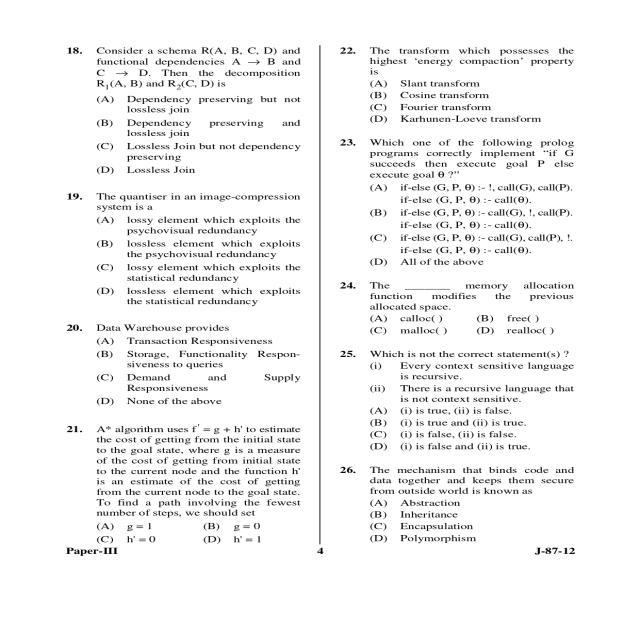 18. Consider a schema R(A, B, C, D) and
functional dependencies A → B and
C → D. Then the decomposition
R₁(A, B) and R₂(C, D) is
(A) Dependency preserving but not
lossless join
(B) Dependency preserving and
lossless join
(C) Lossless Join but not dependency
preserving
(D) Lossless Join
19. The quantiser in an image-compression
system is a
(A) lossy element which exploits the
psychovisual redundancy
(B) lossless element which exploits
the psychovisual redundancy
(C) lossy element which exploits the
statistical redundancy
(D) lossless element which exploits
the statistical redundancy
20. Data Warehouse provides
(A) Transaction Responsiveness
(B) Storage, Functionality Respon-
siveness to queries
(C) Demand and Supply
Responsiveness
(D) None of the above
21. A* algorithm uses f' = g + h' to estimate
the cost of getting from the initial state
to the goal state, where g is a measure
of the cost of getting from initial state
to the current node and the function h'
is an estimate of the cost of getting
from the current node to the goal state.
To find a path involving the fewest
number of steps, we should set
(A) g = 1 (B) g = 0
(C) h' = 0 (D) h' = 1
22. The transform which possesses the
highest ‘energy compaction’ property
is
(A) Slant transform
(B) Cosine transform
(C) Fourier transform
(D) Karhunen-Loeve transform
23. Which one of the following prolog
programs correctly implement “if G
succeeds then execute goal P else
execute goal θ ?”
(A) if-else (G, P, θ) :- !, call(G), call(P).
if-else (G, P, θ) :- call(θ).
(B) if-else (G, P, θ) :- call(G), !, call(P).
if-else (G, P, θ) :- call(θ).
(C) if-else (G, P, θ) :- call(G), call(P), !.
if-else (G, P, θ) :- call(θ).
(D) All of the above
24. The ________ memory allocation
function modifies the previous
allocated space.
(A) calloc( ) (B) free( )
(C) malloc( ) (D) realloc( )
25. Which is not the correct statement(s) ?
(i) Every context sensitive language
is recursive.
(ii) There is a recursive language that
is not context sensitive.
(A) (i) is true, (ii) is false.
(B) (i) is true and (ii) is true.
(C) (i) is false, (ii) is false.
(D) (i) is false and (ii) is true.
26. The mechanism that binds code and
data together and keeps them secure
from outside world is known as
(A) Abstraction
(B) Inheritance
(C) Encapsulation
(D) Polymorphism
Paper-III 4 J-87-12